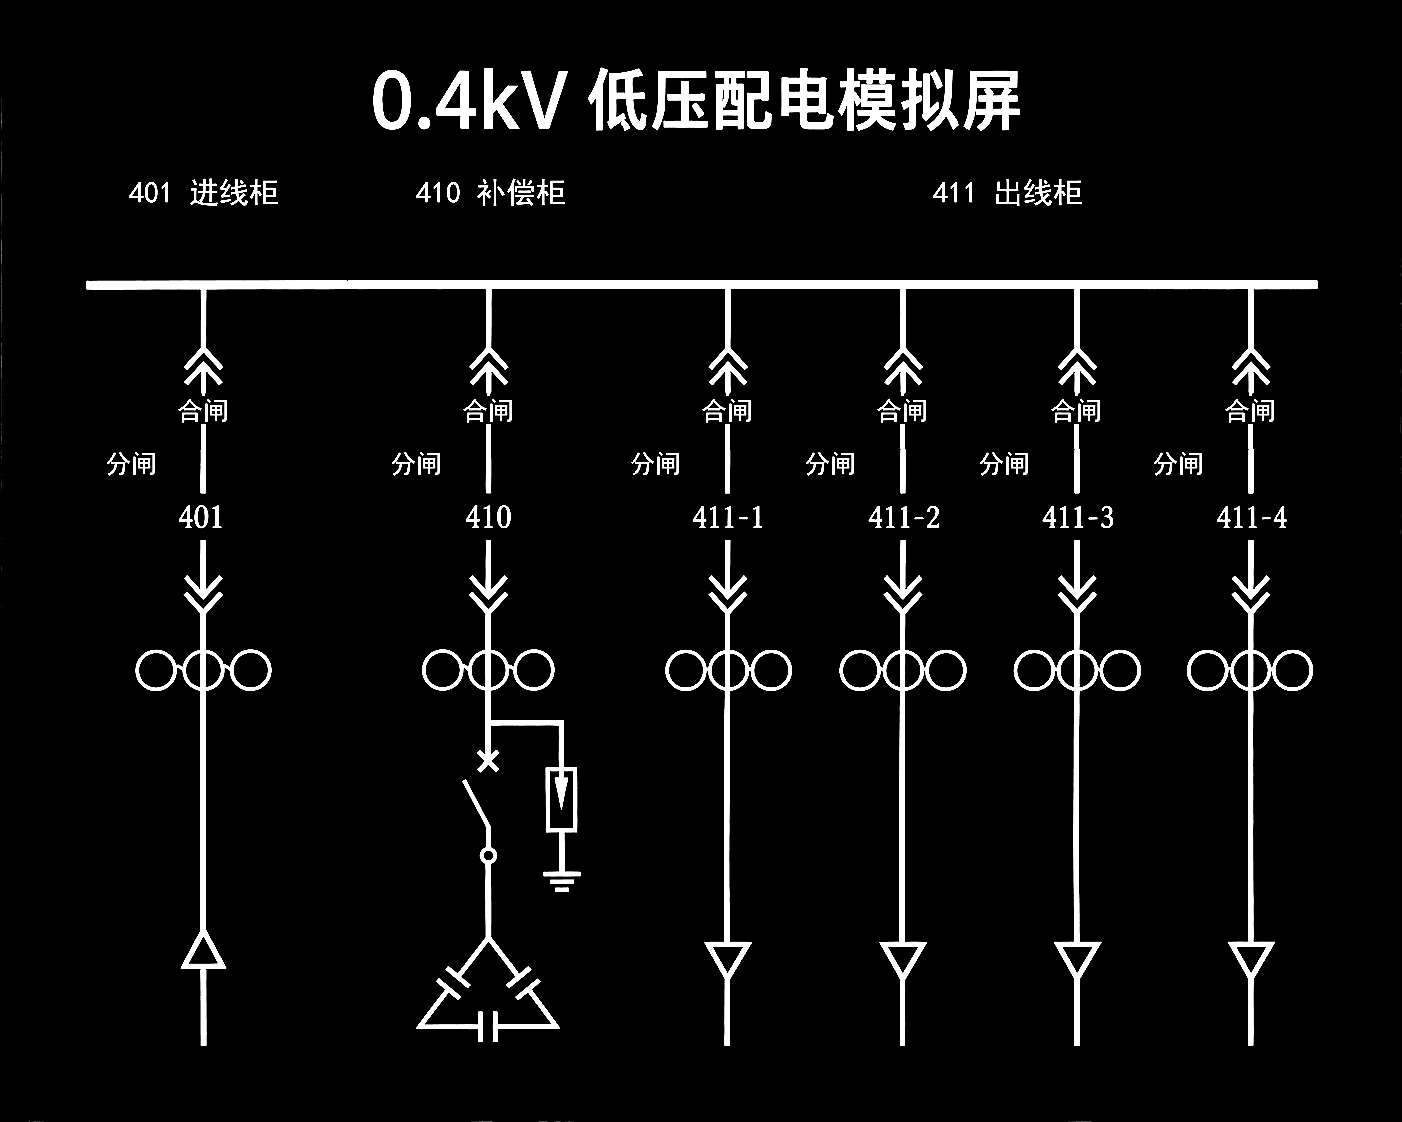 0.4kV 低压配电模拟屏
401 进线柜 410 补偿柜 411 出线柜
合闸 合闸 合闸 合闸 合闸 合闸
分闸 分闸 分闸 分闸 分闸 分闸
401 410 411-1 411-2 411-3 411-4